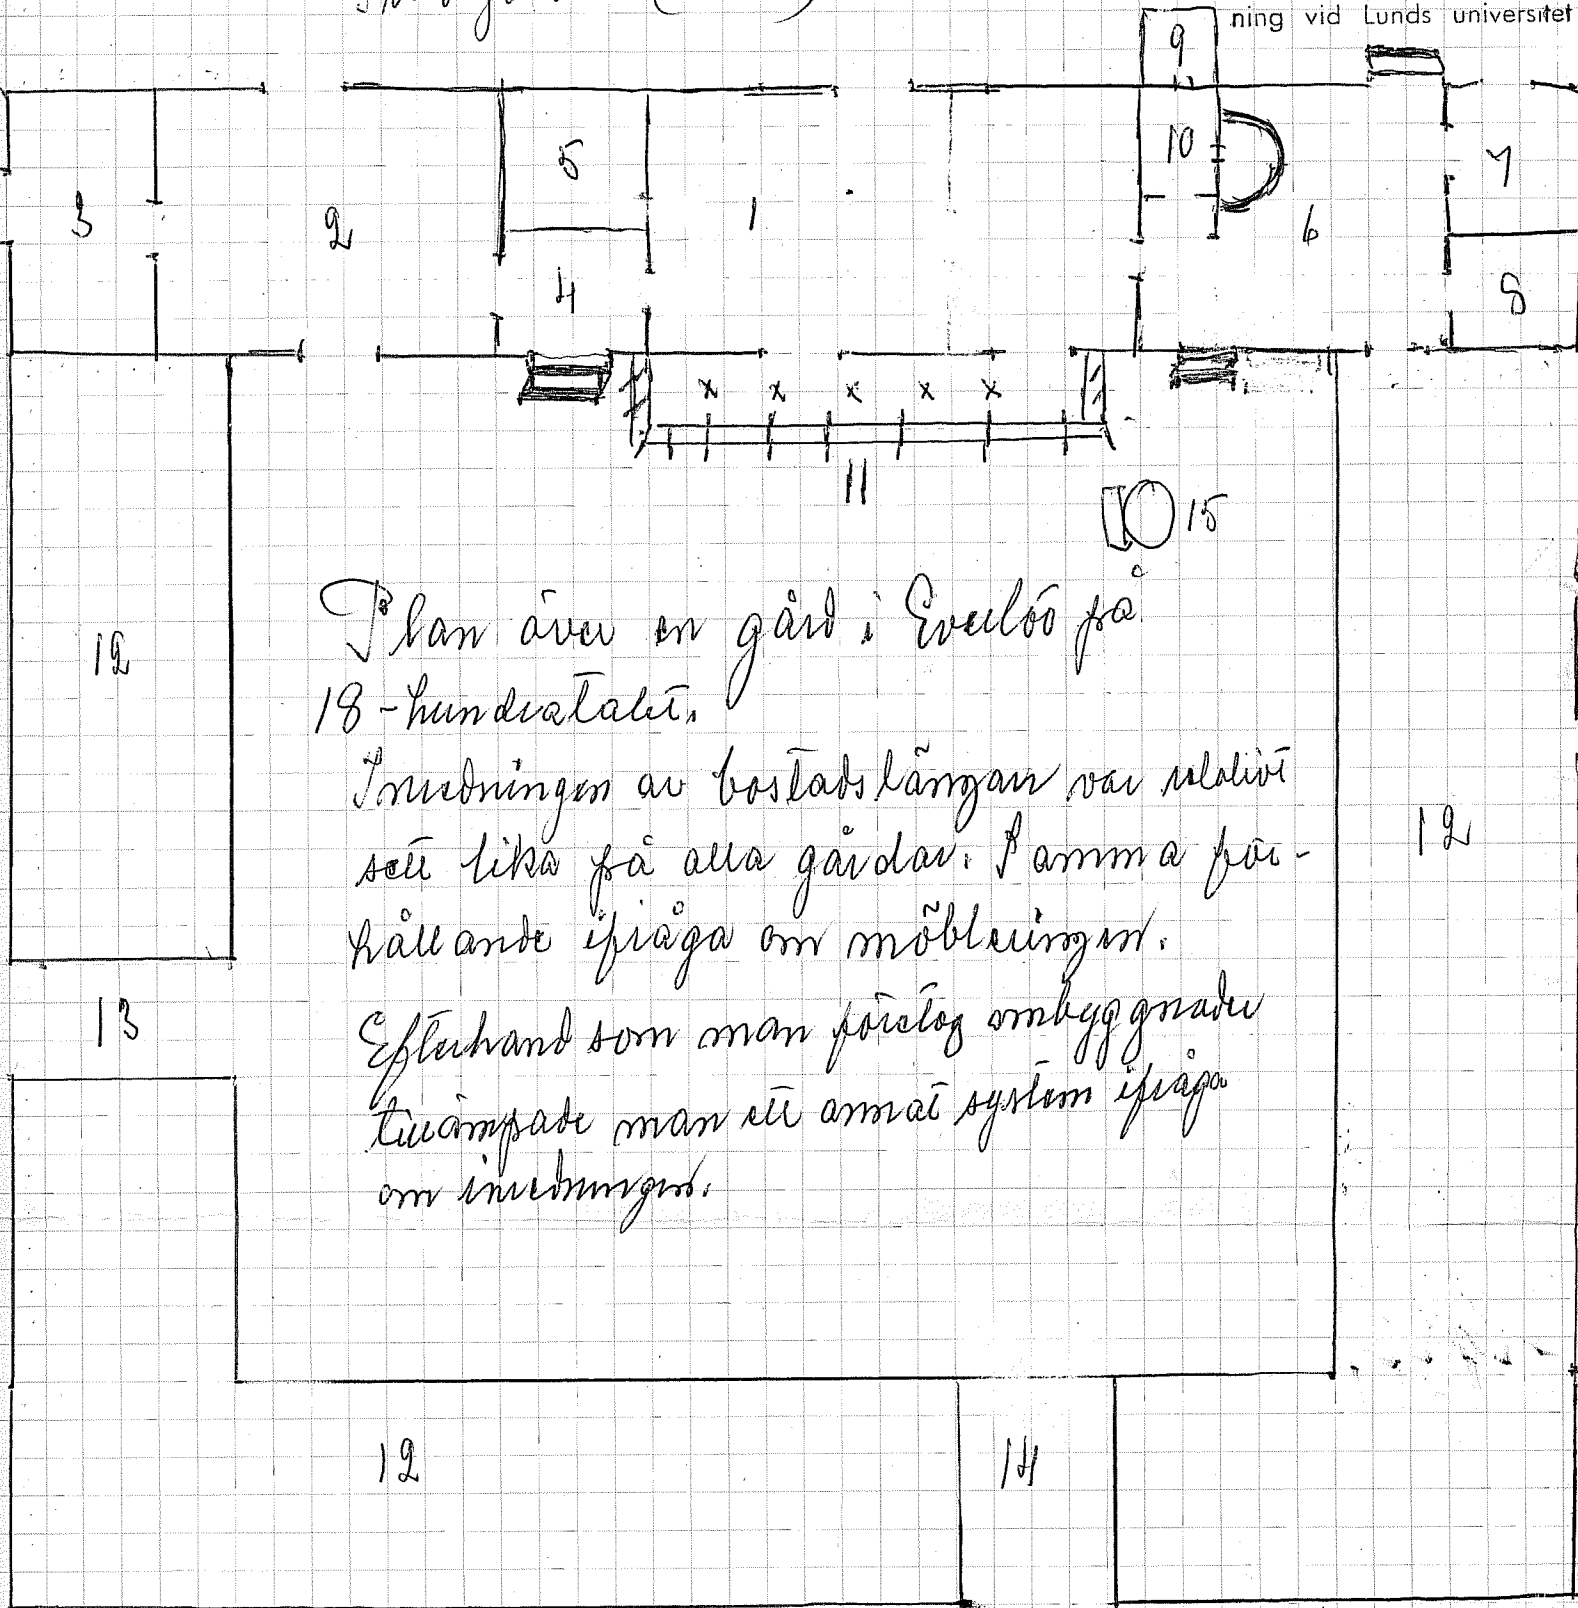 ning vid Lunds universitet
9
10
5
7
3
2
1
6
4
8
x x x x x
11
15
Plan över en gård i Everlöv på
18-hundratalet.
12
Inredningen av bostadslängan var relativt
sett lika på alla gårdar. Samma för-
12
hållande ifråga om möbleringen.
13
Efterhand som man företog ombyggnader
tillämpade man ett annat system ifråga
om inredningen.
12
14